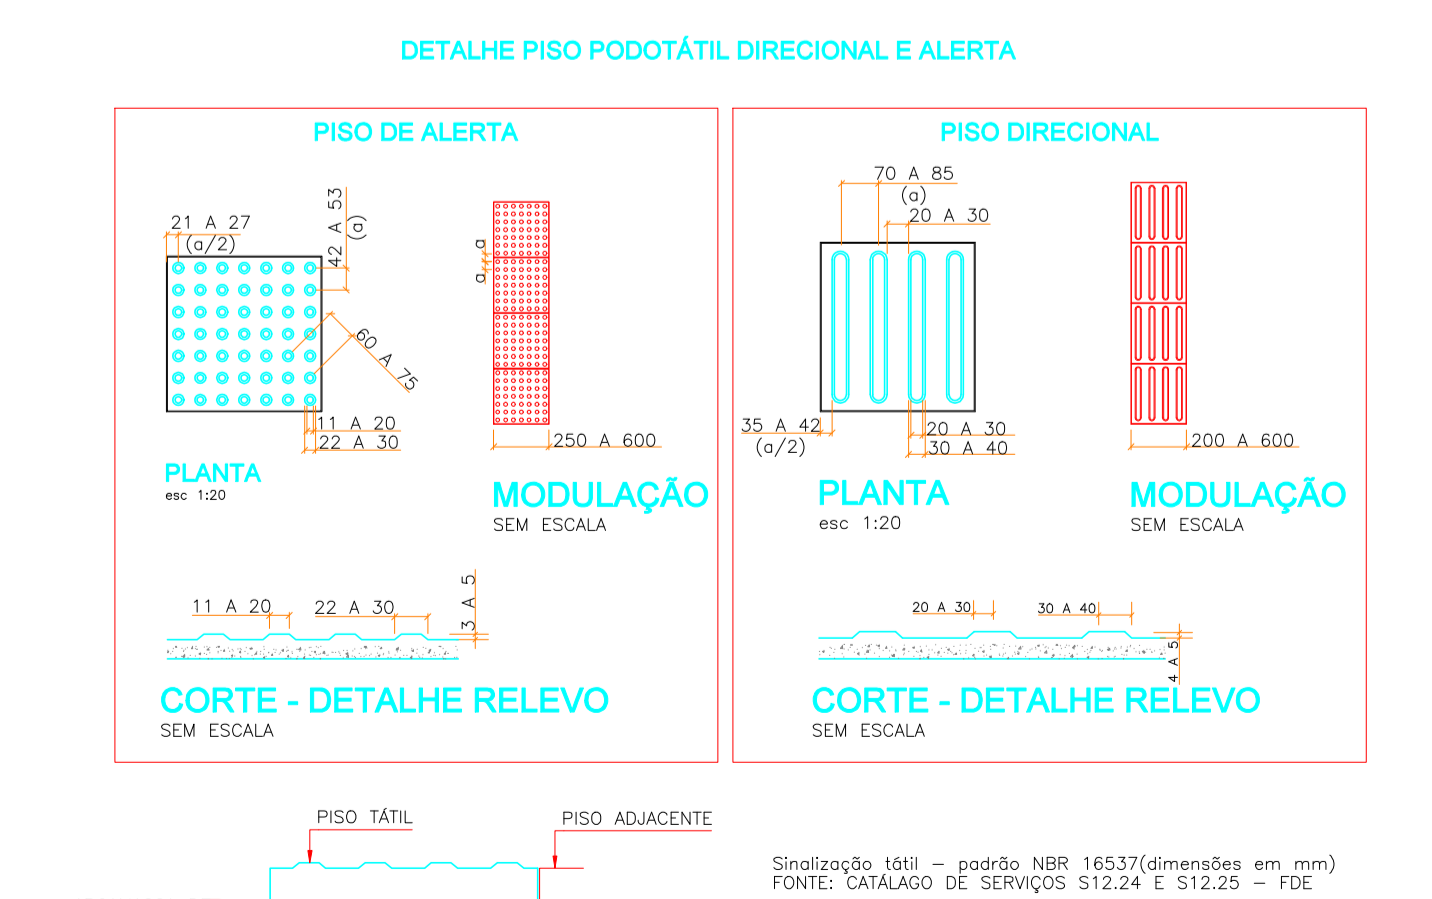 DETALHE PISO PODOTÁTIL DIRECIONAL E ALERTA
PISO DE ALERTA
21 A 27
(a/2)
42 A 53
(a)
60 A 75
11 A 20
22 A 30
PLANTA
esc 1:20
a
a
250 A 600
MODULAÇÃO
SEM ESCALA
11 A 20
22 A 30
3 A 5
CORTE - DETALHE RELEVO
SEM ESCALA
PISO DIRECIONAL
70 A 85
(a)
20 A 30
35 A 42
(a/2)
20 A 30
30 A 40
PLANTA
esc 1:20
200 A 600
MODULAÇÃO
SEM ESCALA
20 A 30
30 A 40
4 A 5
CORTE - DETALHE RELEVO
SEM ESCALA
PISO TÁTIL
PISO ADJACENTE
Sinalização tátil – padrão NBR 16537(dimensões em mm)
FONTE: CATÁLAGO DE SERVIÇOS S12.24 E S12.25 – FDE